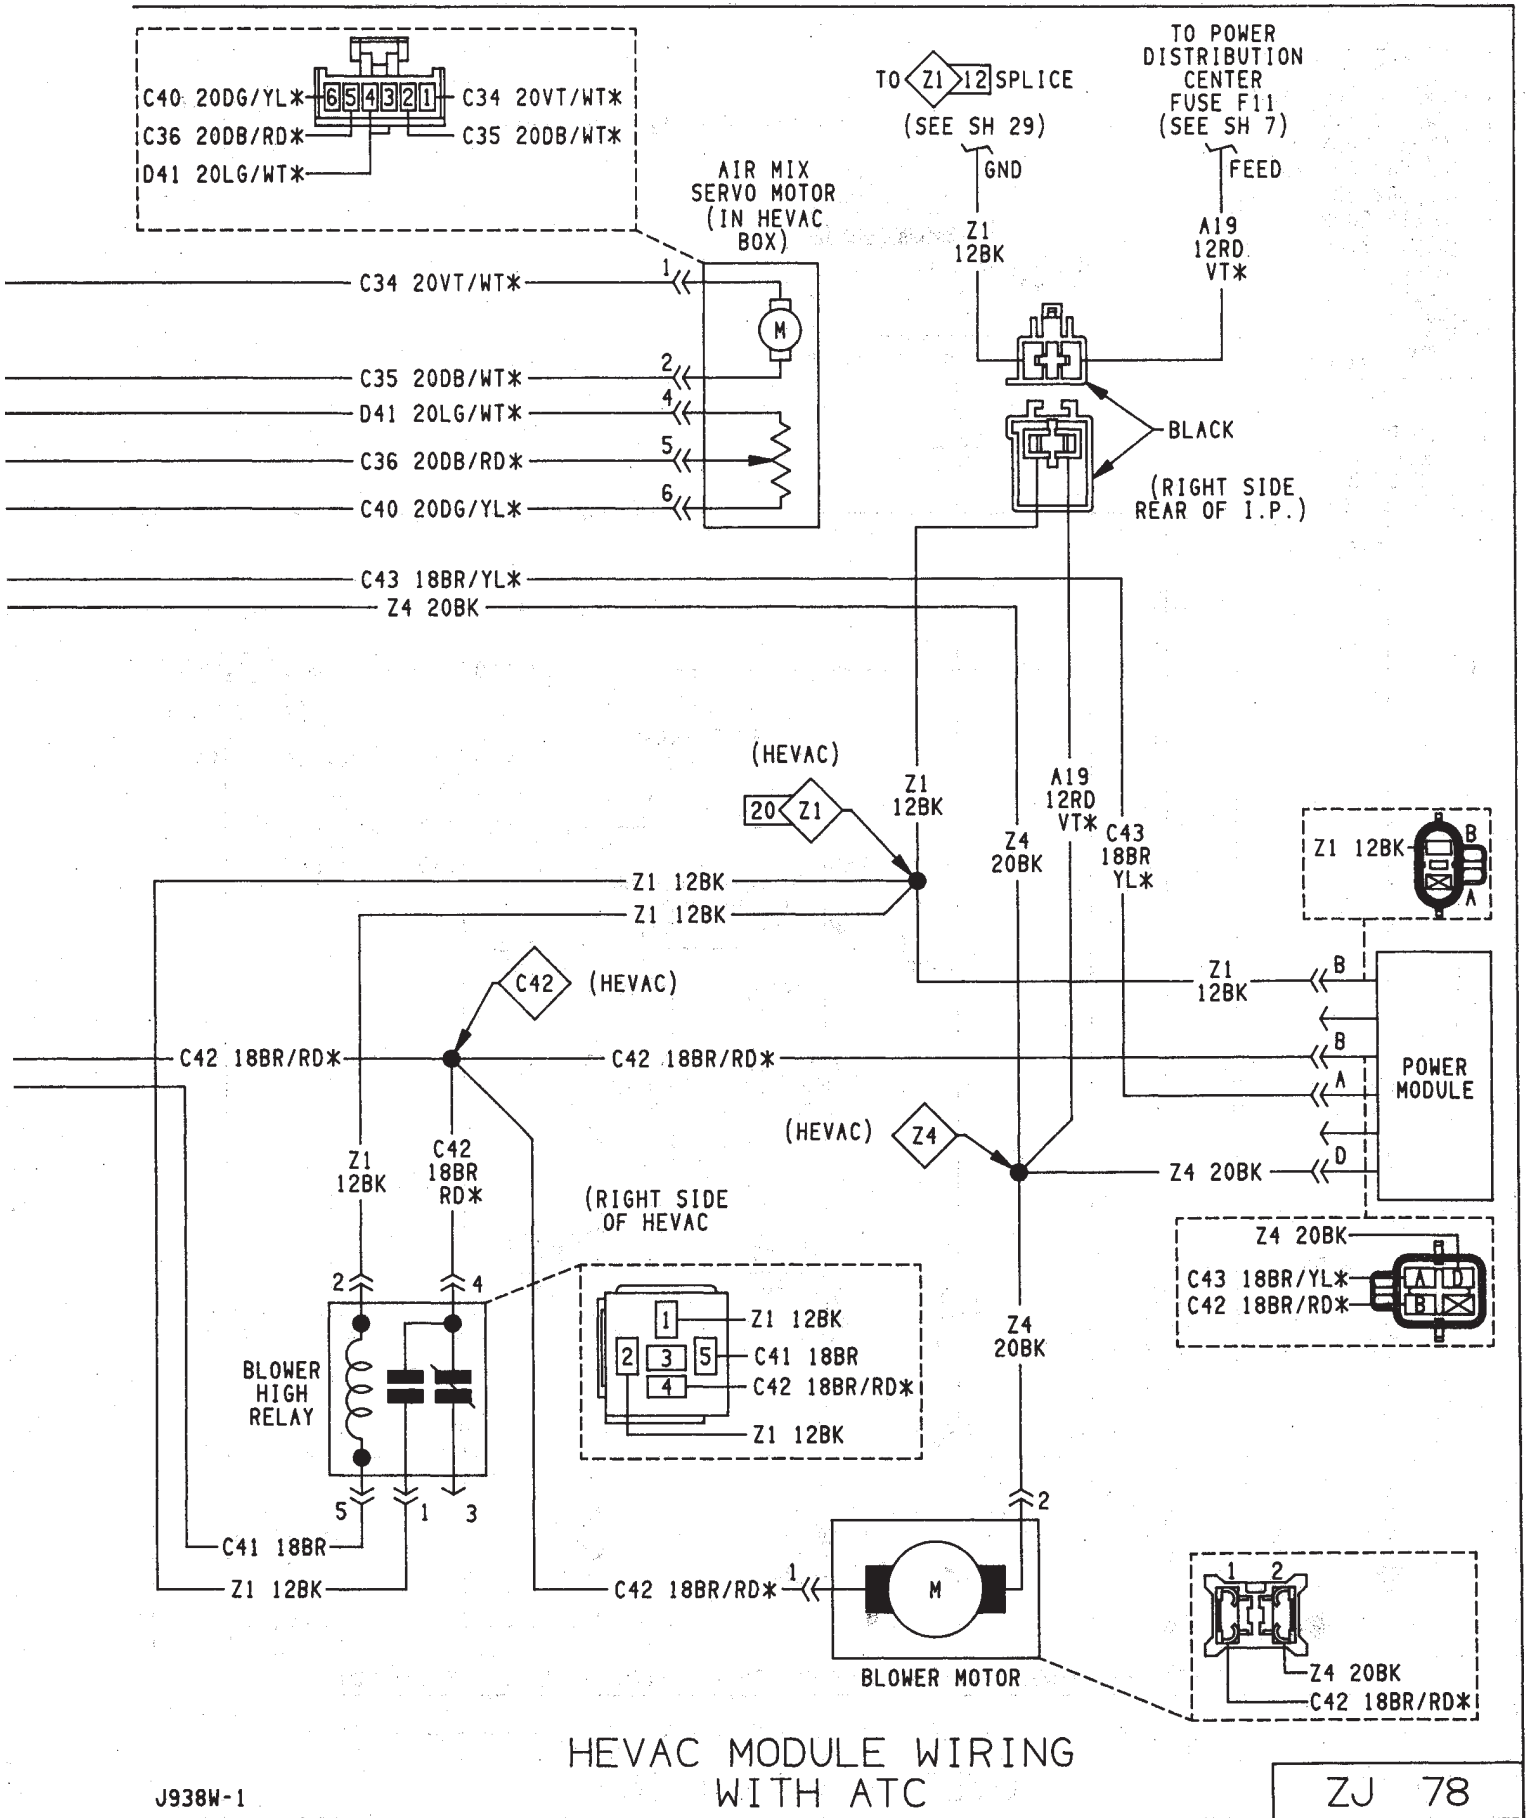 C40 20DG/YL*
6 5 4 3 2 1
C34 20VT/WT*
C36 20DB/RD*
C35 20DB/WT*
D41 20LG/WT*
TO Z1 12 SPLICE
(SEE SH 29)
GND
TO POWER
DISTRIBUTION
CENTER
FUSE F11
(SEE SH 7)
FEED
AIR MIX
SERVO MOTOR
(IN HEVAC
BOX)
Z1
12BK
A19
12RD
VT*
C34 20VT/WT*
1
M
C35 20DB/WT*
2
D41 20LG/WT*
4
C36 20DB/RD*
5
C40 20DG/YL*
6
BLACK
(RIGHT SIDE
REAR OF I.P.)
C43 18BR/YL*
Z4 20BK
(HEVAC)
20 Z1
Z1
12BK
A19
12RD
VT*
Z4
20BK
C43
18BR
YL*
Z1 12BK
B
A
Z1 12BK
Z1 12BK
C42
(HEVAC)
Z1
12BK
B
C42 18BR/RD*
C42 18BR/RD*
B
A
POWER
MODULE
(HEVAC)
Z4
Z4 20BK
D
Z1
12BK
C42
18BR
RD*
(RIGHT SIDE
OF HEVAC
Z4 20BK
C43 18BR/YL*
A D
C42 18BR/RD*
B
2
4
BLOWER
HIGH
RELAY
1
Z1 12BK
2 3 5
C41 18BR
4
C42 18BR/RD*
Z1 12BK
Z4
20BK
5
1
3
2
C41 18BR
Z1 12BK
C42 18BR/RD*
1
M
BLOWER MOTOR
1 2
Z4 20BK
C42 18BR/RD*
HEVAC MODULE WIRING
WITH ATC
J938W-1
ZJ 78